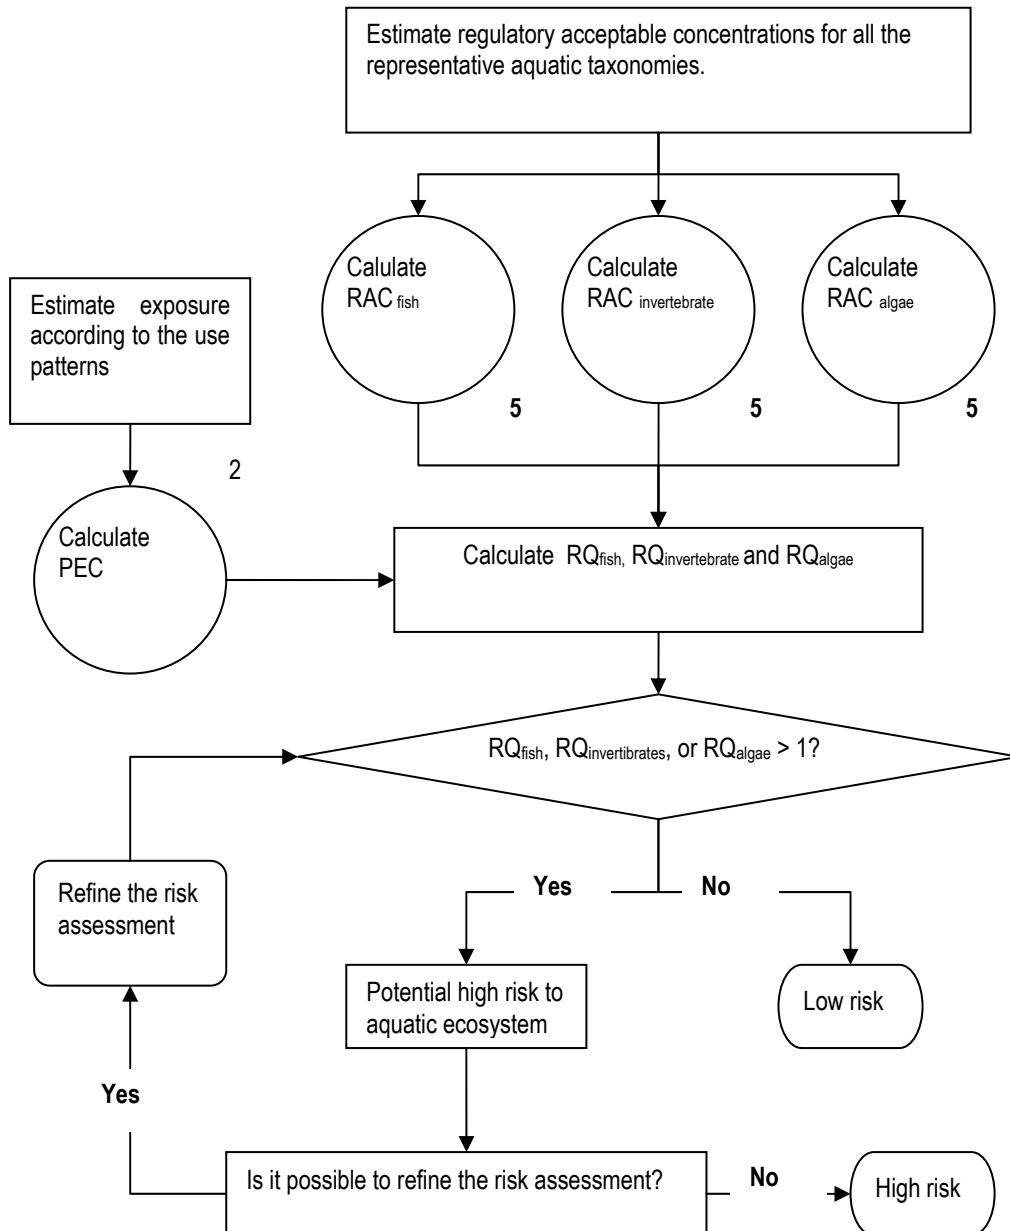 Estimate regulatory acceptable concentrations for all the
representative aquatic taxonomies.
Calulate
RAC fish
Calculate
RAC invertebrate
Calculate
RAC algae
5
5
5
Estimate exposure
according to the use
patterns
2
Calculate
PEC
Calculate RQfish, RQinvertebrate and RQalgae
RQfish, RQinvertibrates, or RQalgae > 1?
Yes
No
Refine the risk
assessment
Potential high risk to
aquatic ecosystem
Low risk
Yes
Is it possible to refine the risk assessment?
No
High risk